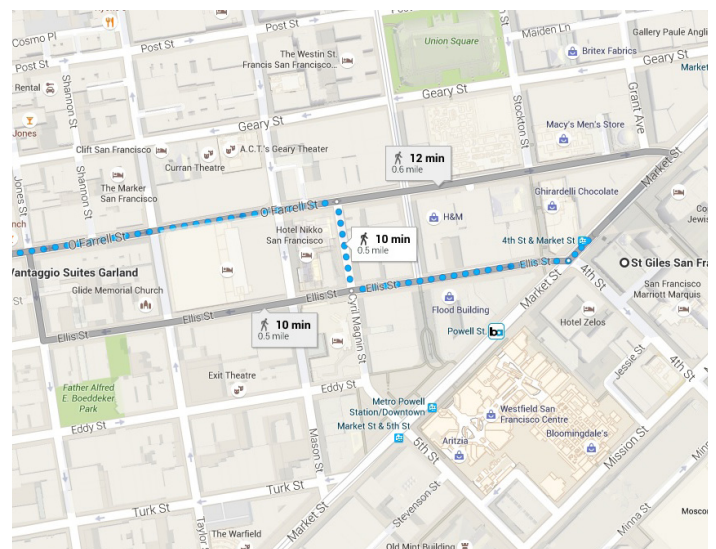 Cosmo Pl
Post St
Post St
Maiden Ln
Gallery Paule Angli
Union Square
The Westin St
Francis San Francisco...
Britex Fabrics
Rental
Shannon St
Geary St
Market
Stockton St
Grant Ave
Jones
Geary St
Macy's Men's Store
Market St
Clift San Francisco
A.C.T.'s Geary Theater
Curran Theatre
12 min
0.6 mile
The Marker
San Francisco
Jones St
Shannon St
Ghirardelli Chocolate
O'Farrell St
H&M
Hotel Nikko
San Francisco
O'Farrell St
10 min
0.5 mile
4th St & Market St
Vantaggio Suites Garland
Ellis St
St Giles San Fra
Glide Memorial Church
Ellis St
Ellis St
4th St
San Francisco
Marriott Marquis
Market St
Flood Building
Hotel Zelos
10 min
0.5 mile
Cyril Magnin St
Powell St.
Ellis St
Jessie St
4th St
Exit Theatre
Father Alfred
E. Boeddeker
Park
Eddy St
Metro Powell
Station/Downtown
Westfield San
Francisco Centre
Market St & 5th St
Bloomingdale's
Aritzia
Eddy St
Mason St
5th St
Mission St
Turk St
Turk St
Stevenson St
Minna St
Mosco
Taylor
The Warfield
Market St
Old Mint Building